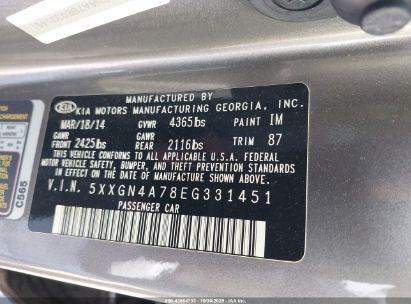 MANUFACTURED BY
KIA KIA MOTORS MANUFACTURING GEORGIA, INC.
MAR/18/14 GVWR 4365lbs PAINT IM
GAWR FRONT 2425lbs GAWR REAR 2116lbs TRIM 87
THIS VEHICLE CONFORMS TO ALL APPLICABLE U.S.A. FEDERAL
MOTOR VEHICLE SAFETY, BUMPER, AND THEFT PREVENTION STANDARDS
IN EFFECT ON THE DATE OF MANUFACTURE SHOWN ABOVE.
V.I.N. 5XXGN4A78EG331451
PASSENGER CAR
C565